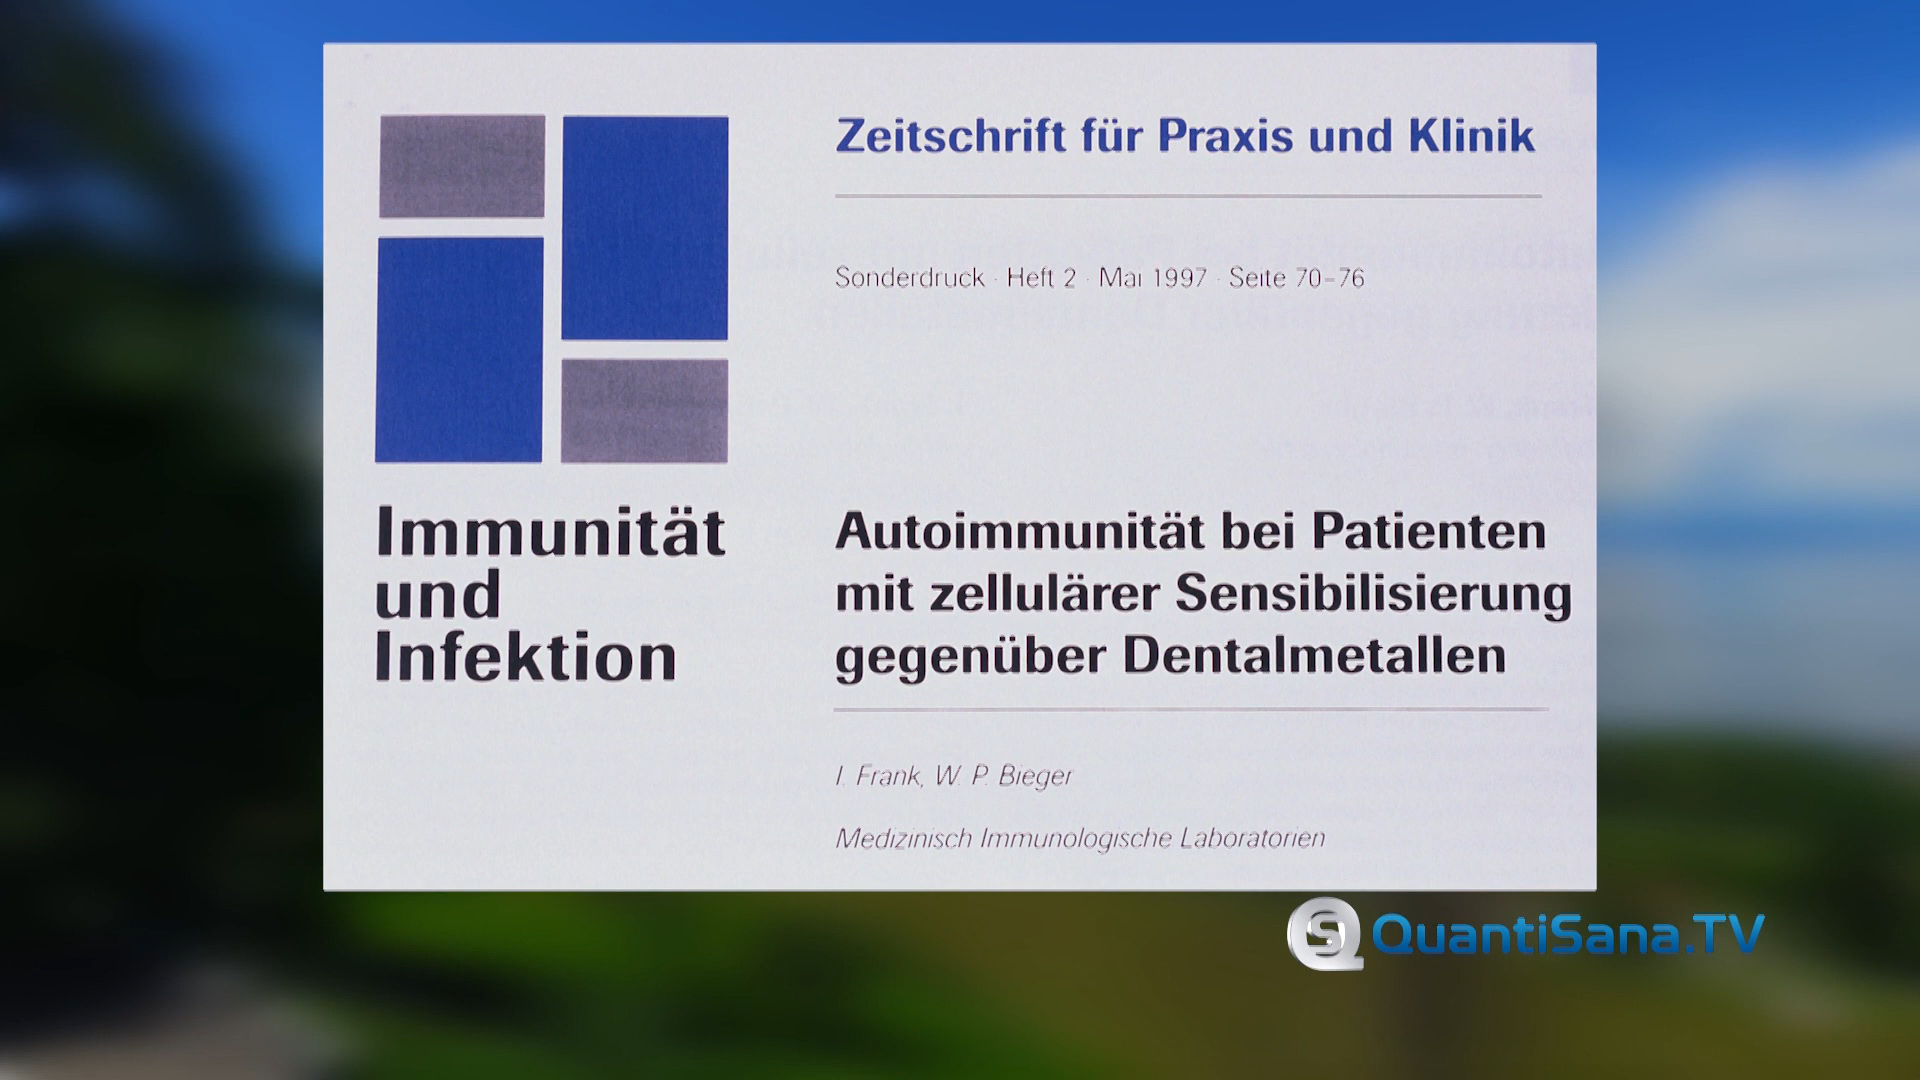 Zeitschrift für Praxis und Klinik
Sonderdruck · Heft 2 · Mai 1997 · Seite 70–76
Immunität
und
Infektion
Autoimmunität bei Patienten
mit zellulärer Sensibilisierung
gegenüber Dentalmetallen
I. Frank, W. P. Bieger
Medizinisch Immunologische Laboratorien
QuantiSana.TV